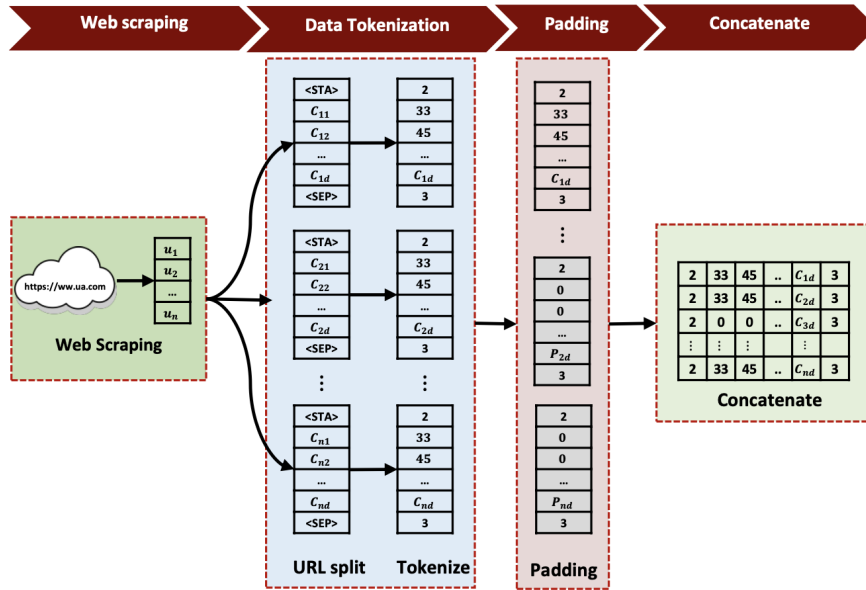 Web scraping
Data Tokenization
Padding
Concatenate
https://ww.ua.com
u₁
u₂
...
uₙ
Web Scraping
<STA>
C₁₁
C₁₂
...
C₁d
<SEP>
2
33
45
...
C₁d
3
<STA>
C₂₁
C₂₂
...
C₂d
<SEP>
2
33
45
...
C₂d
3
⋮
⋮
<STA>
Cₙ₁
Cₙ₂
...
Cnd
<SEP>
2
33
45
...
Cnd
3
URL split
Tokenize
2
33
45
...
C₁d
3
⋮
2
0
0
...
P₂d
3
2
0
0
...
Pnd
3
Padding
2 33 45 .. C₁d 3
2 33 45 .. C₂d 3
2 0 0 .. C₃d 3
⋮ ⋮ ⋮ .. ⋮
2 33 45 .. Cnd 3
Concatenate